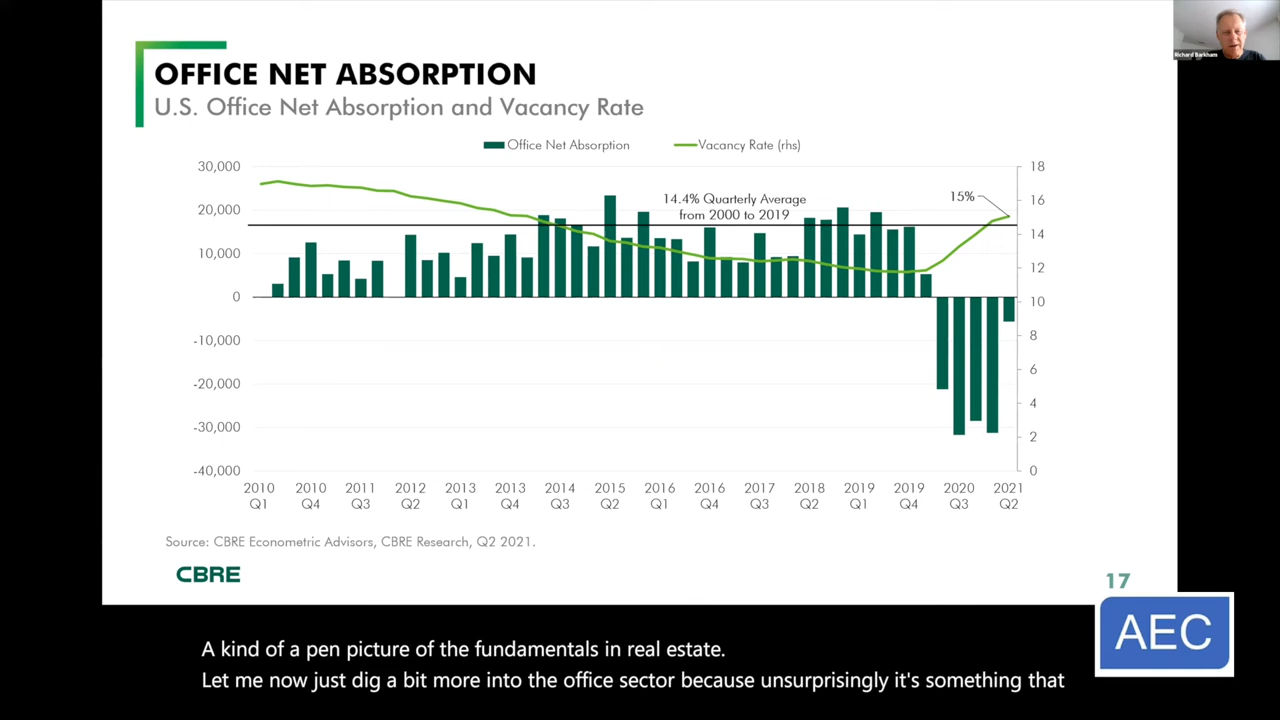 Richard Barkham
OFFICE NET ABSORPTION
U.S. Office Net Absorption and Vacancy Rate
Office Net Absorption
Vacancy Rate (rhs)
30,000
20,000
10,000
0
-10,000
-20,000
-30,000
-40,000
14.4% Quarterly Average
from 2000 to 2019
15%
18
16
14
12
10
8
6
4
2
0
2010 2010 2011 2012 2013 2013 2014 2015 2016 2016 2017 2018 2019 2019 2020 2021
Q1 Q4 Q3 Q2 Q1 Q4 Q3 Q2 Q1 Q4 Q3 Q2 Q1 Q4 Q3 Q2
Source: CBRE Econometric Advisors, CBRE Research, Q2 2021.
CBRE
17
AEC
A kind of a pen picture of the fundamentals in real estate.
Let me now just dig a bit more into the office sector because unsurprisingly it's something that